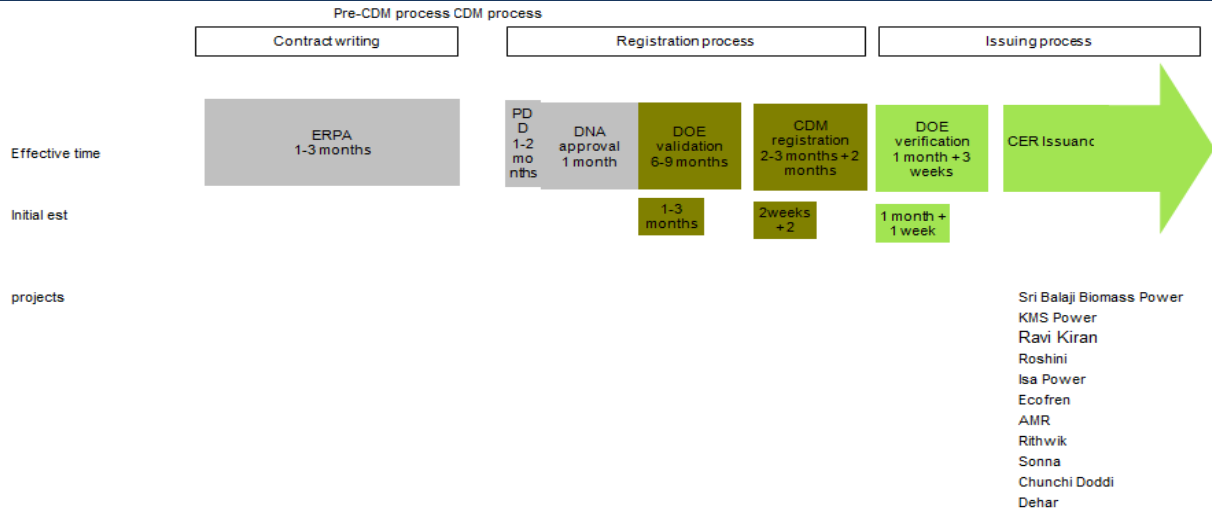 Pre-CDM process CDM process
Contract writing
Registration process
Issuing process
Effective time
ERPA
1-3 months
PD
D
1-2
mo
nths
DNA
approval
1 month
DOE
validation
6-9 months
CDM
registration
2-3 months + 2
months
DOE
verification
1 month + 3
weeks
CER Issuanc
Initial est
1-3
months
2weeks
+2
1 month +
1 week
projects
Sri Balaji Biomass Power
KMS Power
Ravi Kiran
Roshini
Isa Power
Ecofren
AMR
Rithwik
Sonna
Chunchi Doddi
Dehar